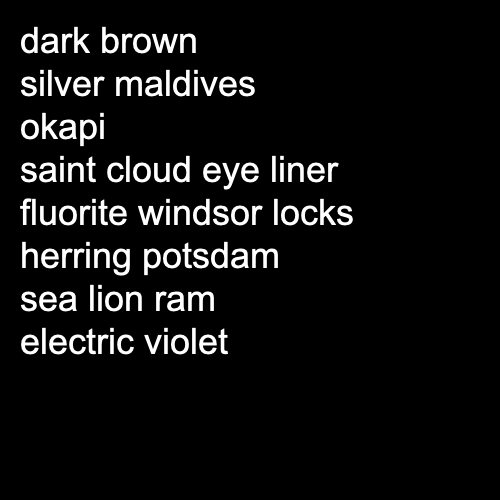 dark brown
silver maldives
okapi
saint cloud eye liner
fluorite windsor locks
herring potsdam
sea lion ram
electric violet